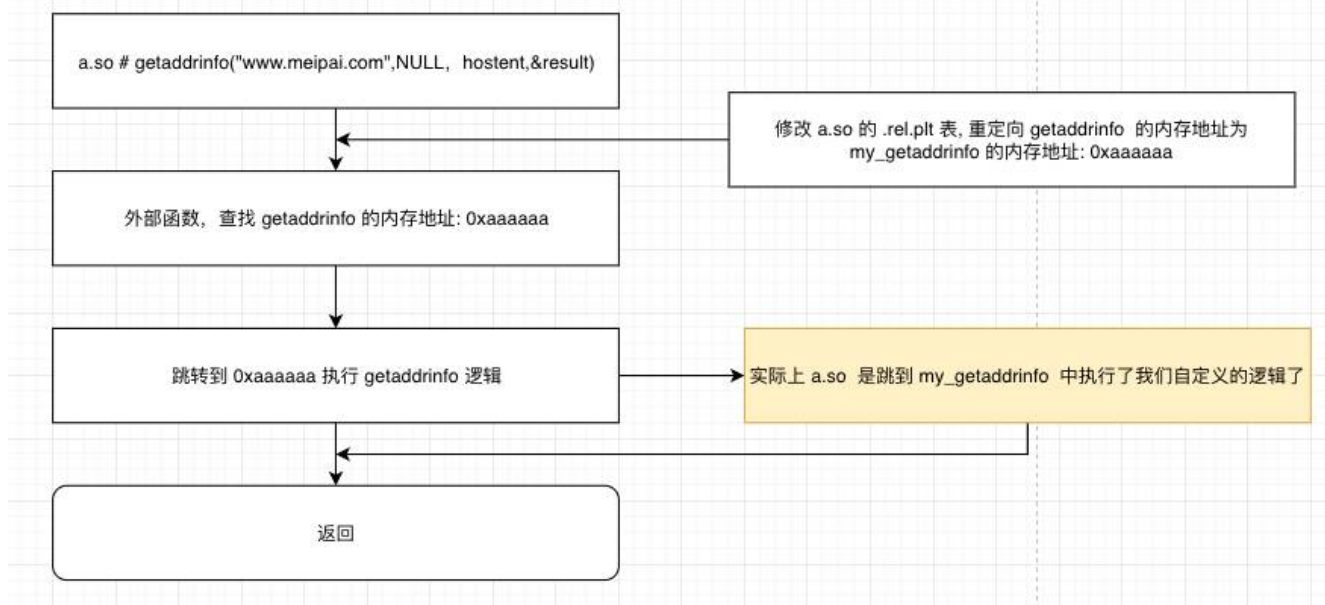 a.so # getaddrinfo("www.meipai.com",NULL，hostent,&result)
修改 a.so 的 .rel.plt 表, 重定向 getaddrinfo 的内存地址为
my_getaddrinfo 的内存地址: 0xaaaaaa
外部函数，查找 getaddrinfo 的内存地址: 0xaaaaaa
跳转到 0xaaaaaa 执行 getaddrinfo 逻辑
实际上 a.so 是跳到 my_getaddrinfo 中执行了我们自定义的逻辑了
返回